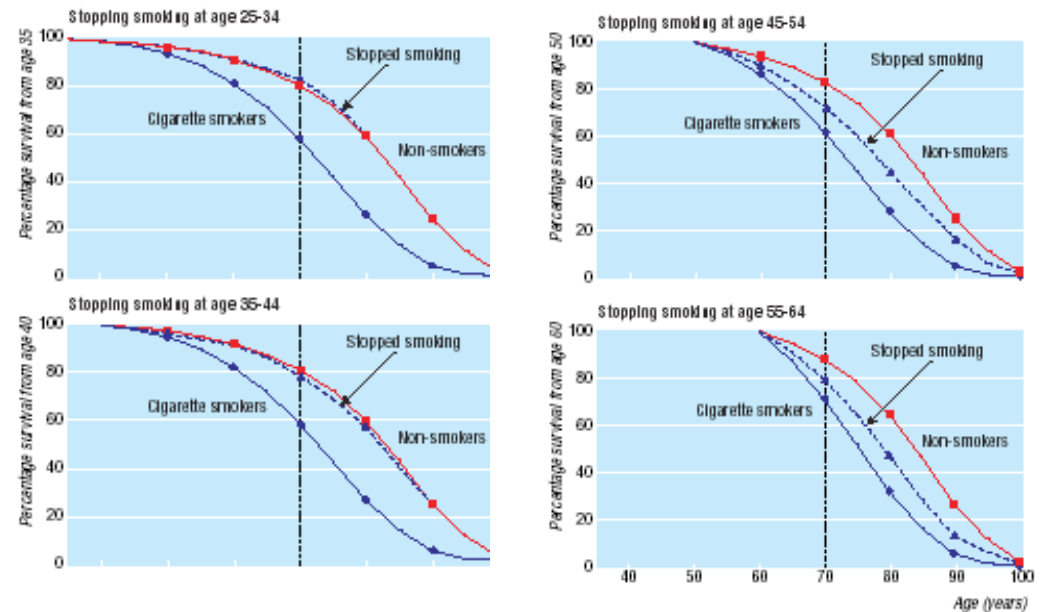 Stopping smoking at age 25-34
Percentage survival from age 35
100
80
60
40
20
0
Stopped smoking
Cigarette smokers
Non-smokers
Stopping smoking at age 45-54
Percentage survival from age 50
100
80
60
40
20
0
Stopped smoking
Cigarette smokers
Non-smokers
Stopping smoking at age 35-44
Percentage survival from age 40
100
80
60
40
20
0
Stopped smoking
Cigarette smokers
Non-smokers
Stopping smoking at age 55-64
Percentage survival from age 60
100
80
60
40
20
0
Stopped smoking
Cigarette smokers
Non-smokers
40 50 60 70 80 90 100
Age (years)